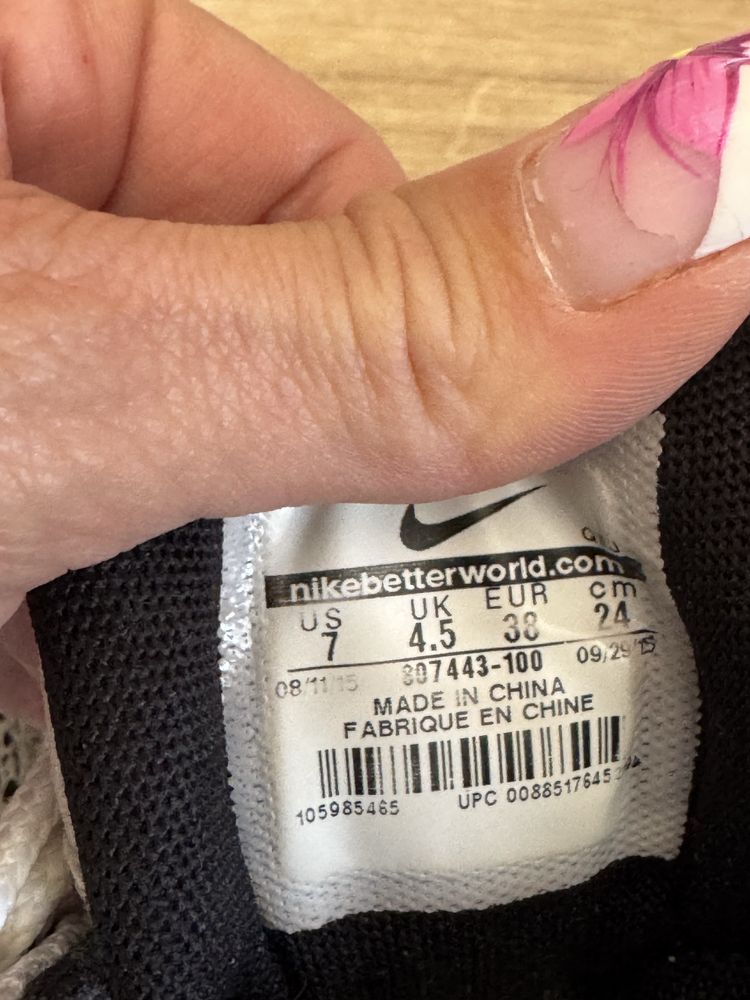 nikebetterworld.com
US UK EUR cm
7 4.5 38 24
08/11/15 807443-100 09/29/15
MADE IN CHINA
FABRIQUE EN CHINE
105985465 UPC